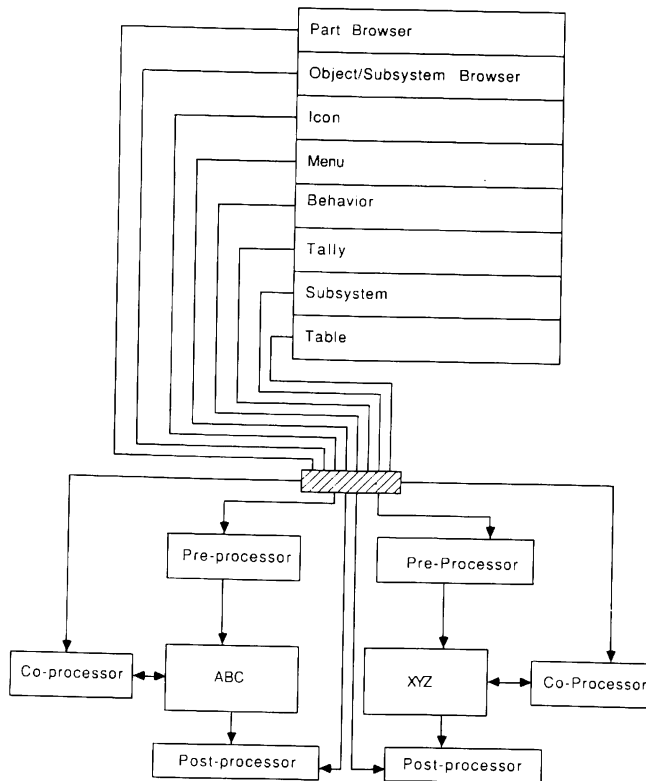 Part Browser
Object/Subsystem Browser
Icon
Menu
Behavior
Tally
Subsystem
Table
Pre-processor
Pre-Processor
Co-processor
ABC
XYZ
Co-Processor
Post-processor
Post-processor